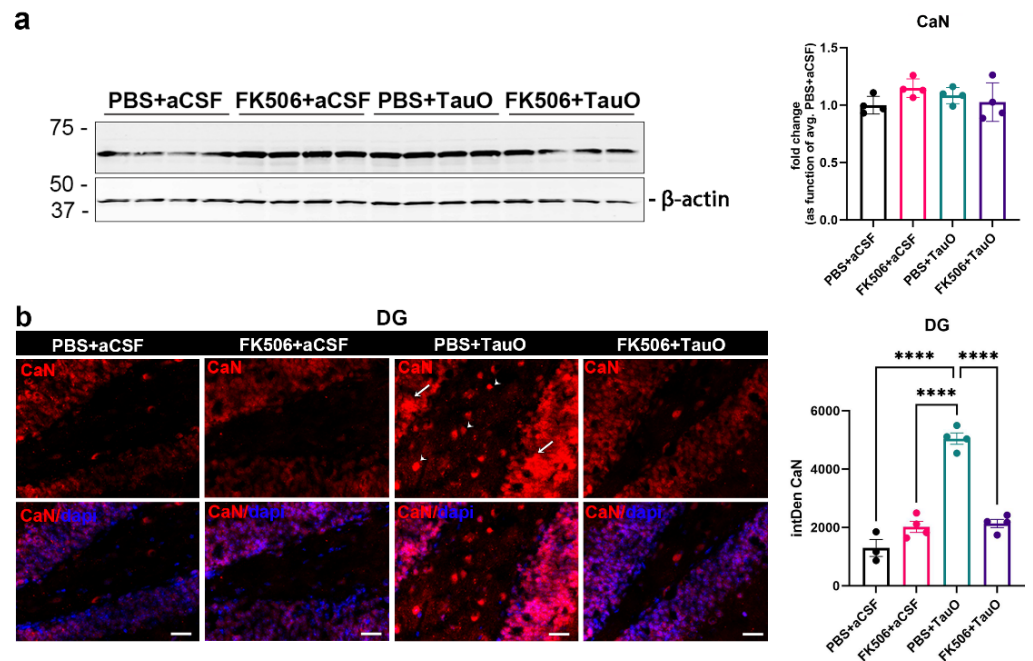 a
PBS+aCSF FK506+aCSF PBS+TauO FK506+TauO
75 -
50 -
37 -
- β-actin
CaN
fold change
(as function of avg. PBS+aCSF)
1.5
1.0
0.5
0.0
PBS+aCSF
FK506+aCSF
PBS+TauO
FK506+TauO
b
DG
PBS+aCSF FK506+aCSF PBS+TauO FK506+TauO
CaN CaN CaN CaN
CaN/dapi CaN/dapi CaN/dapi CaN/dapi
DG
**** ****
****
intDen CaN
6000
4000
2000
0
PBS+aCSF
FK506+aCSF
PBS+TauO
FK506+TauO